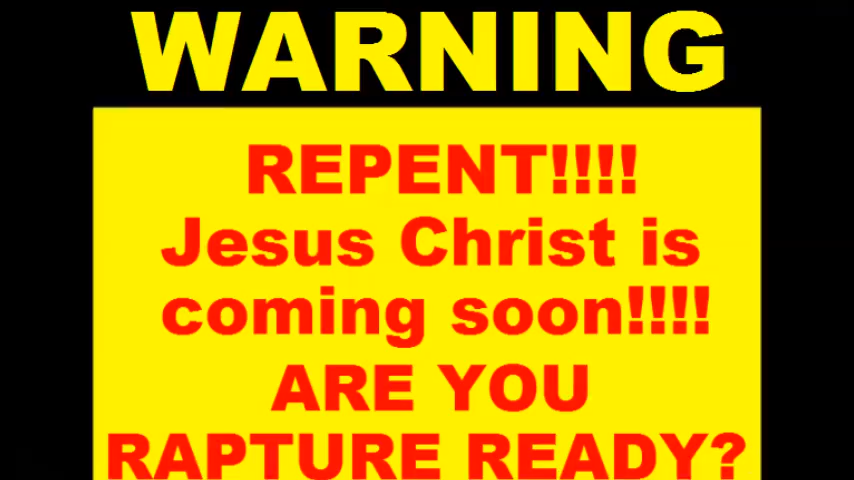 WARNING
REPENT!!!!
Jesus Christ is
coming soon!!!!
ARE YOU
RAPTURE READY?